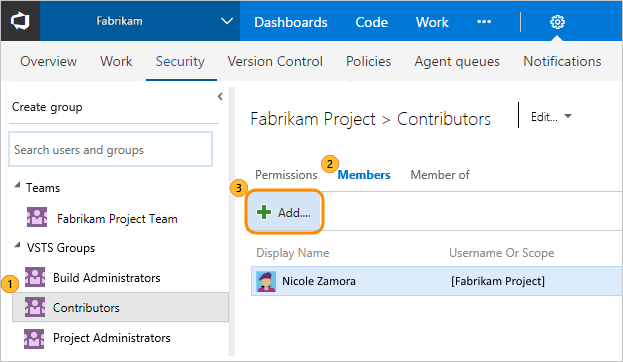 Fabrikam Dashboards Code Work •••
Overview Work Security Version Control Policies Agent queues Notifications
Create group
Search users and groups
Teams
Fabrikam Project Team
VSTS Groups
Build Administrators
1 Contributors
Project Administrators
Fabrikam Project > Contributors Edit...
Permissions 2 Members Member of
3 Add....
Display Name Username Or Scope
Nicole Zamora [Fabrikam Project]